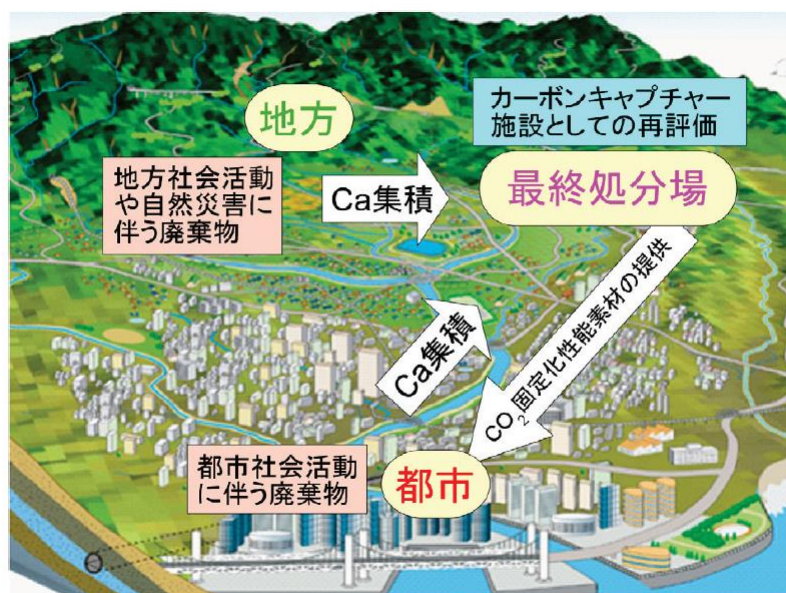 地方
カーボンキャプチャー
施設としての再評価
地方社会活動
や自然災害に
伴う廃棄物
Ca集積
最終処分場
Ca集積
CO₂固定化性能素材の提供
都市社会活動
に伴う廃棄物
都市